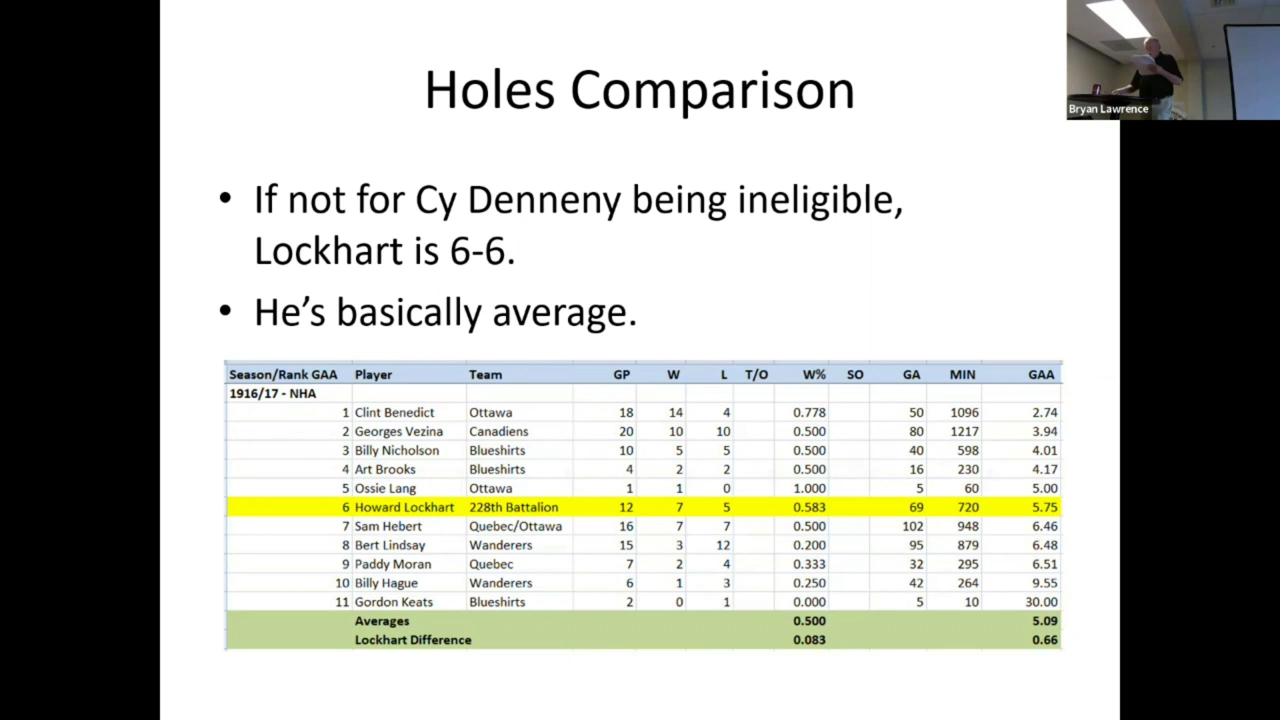 Holes Comparison
Bryan Lawrence
• If not for Cy Denneny being ineligible,
Lockhart is 6-6.
• He’s basically average.
Season/Rank GAA Player Team GP W L T/O W% SO GA MIN GAA
1916/17 - NHA
1 Clint Benedict Ottawa 18 14 4 0.778 50 1096 2.74
2 Georges Vezina Canadiens 20 10 10 0.500 80 1217 3.94
3 Billy Nicholson Blueshirts 10 5 5 0.500 40 598 4.01
4 Art Brooks Blueshirts 4 2 2 0.500 16 230 4.17
5 Ossie Lang Ottawa 1 1 0 1.000 5 60 5.00
6 Howard Lockhart 228th Battalion 12 7 5 0.583 69 720 5.75
7 Sam Hebert Quebec/Ottawa 16 7 7 0.500 102 948 6.46
8 Bert Lindsay Wanderers 15 3 12 0.200 95 879 6.48
9 Paddy Moran Quebec 7 2 4 0.333 32 295 6.51
10 Billy Hague Wanderers 6 1 3 0.250 42 264 9.55
11 Gordon Keats Blueshirts 2 0 1 0.000 5 10 30.00
Averages 0.500 5.09
Lockhart Difference 0.083 0.66